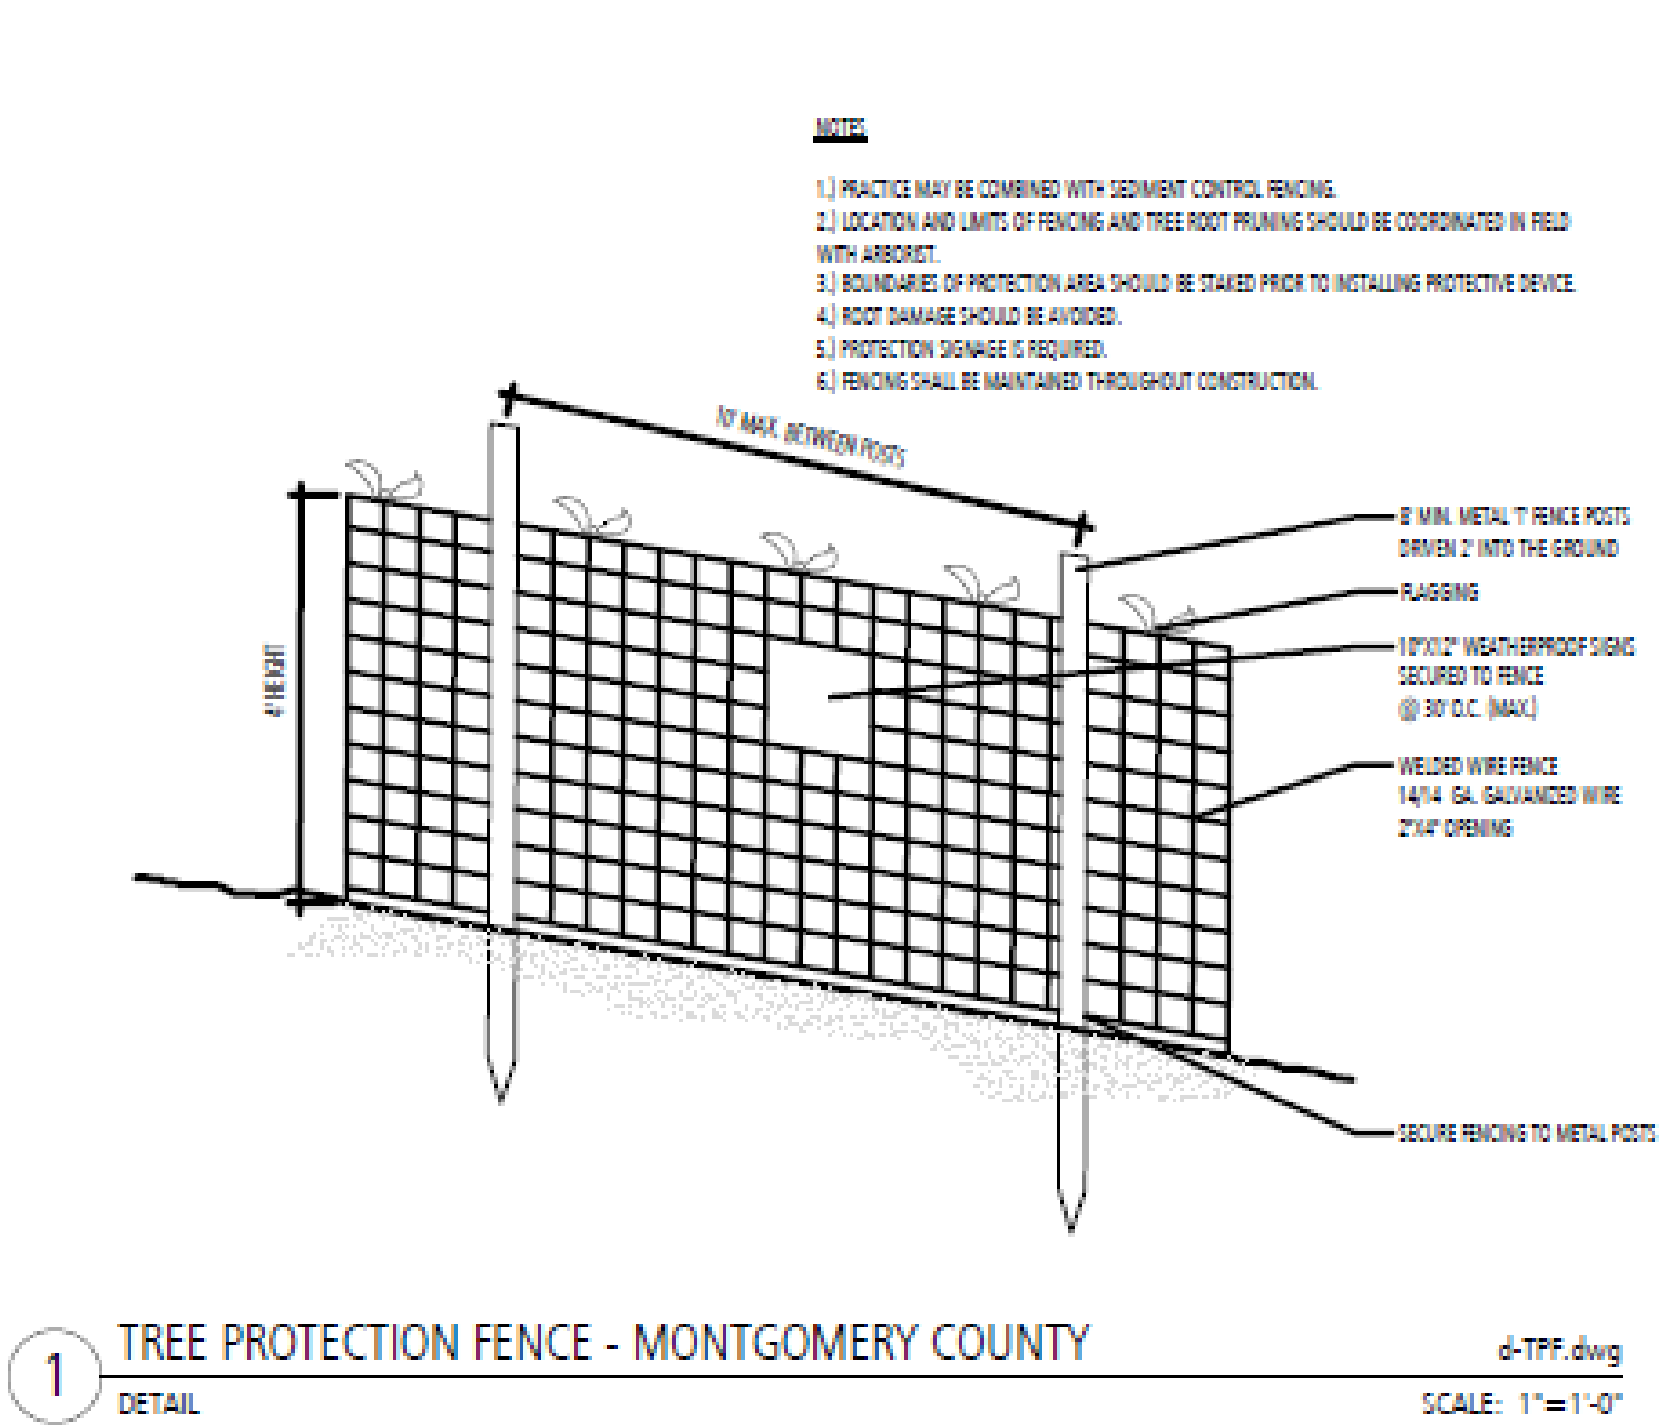 NOTES
1.) PRACTICE MAY BE COMBINED WITH SEDIMENT CONTROL FENCING.
2.) LOCATION AND LIMITS OF FENCING AND TREE ROOT PRUNING SHOULD BE COORDINATED IN FIELD
WITH ARBORIST.
3.) BOUNDARIES OF PROTECTION AREA SHOULD BE STAKED PRIOR TO INSTALLING PROTECTIVE DEVICE.
4.) ROOT DAMAGE SHOULD BE AVOIDED.
5.) PROTECTION SIGNAGE IS REQUIRED.
6.) FENCING SHALL BE MAINTAINED THROUGHOUT CONSTRUCTION.
10' MAX. BETWEEN POSTS
4' HEIGHT
MIN. METAL 'T' FENCE POSTS
DRIVEN 2' INTO THE GROUND
FLAGGING
10"X12" WEATHERPROOF SIGNS
SECURED TO FENCE
@ 30' O.C. (MAX.)
WELDED WIRE FENCE
14/14 GA. GALVANIZED WIRE
2"X4" OPENING
SECURE FENCING TO METAL POSTS
1
TREE PROTECTION FENCE - MONTGOMERY COUNTY
d-TPF.dwg
DETAIL
SCALE: 1"=1'-0"